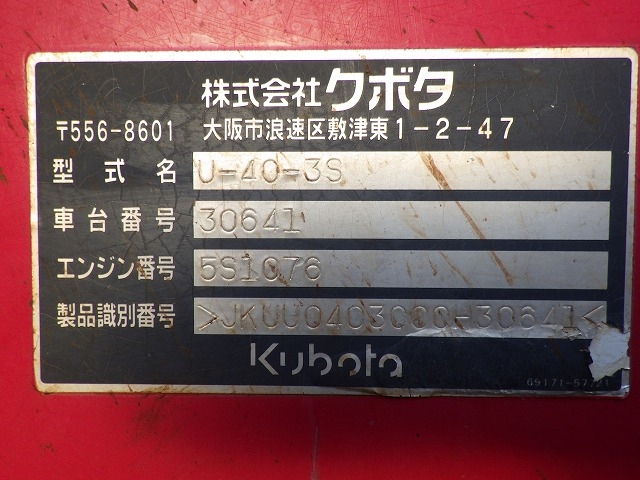 株式会社クボタ
〒556-8601 大阪市浪速区敷津東1-2-47
型式名 U-40-3S
車台番号 30641
エンジン番号 5S1076
製品識別番号 >JKUU0403C00-30641<
Kubota